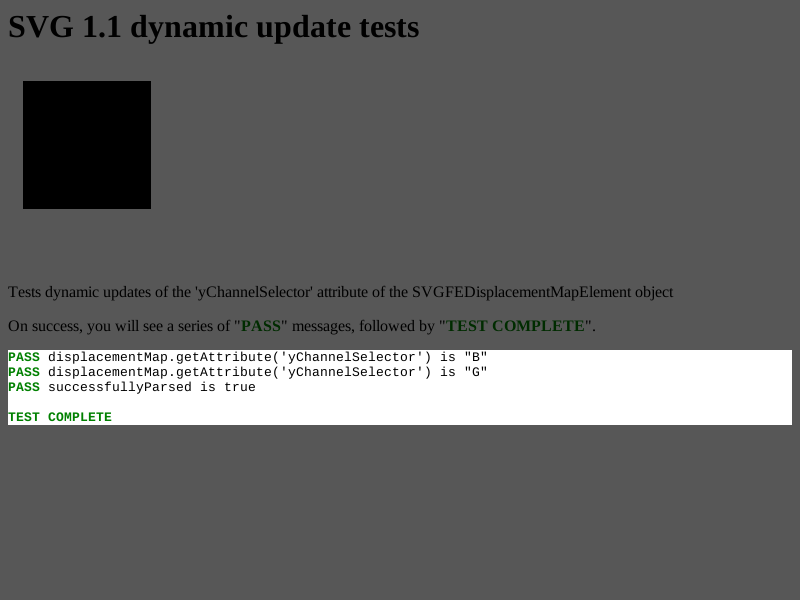 SVG 1.1 dynamic update tests
Tests dynamic updates of the 'yChannelSelector' attribute of the SVGFEDisplacementMapElement object
On success, you will see a series of "PASS" messages, followed by "TEST COMPLETE".
PASS displacementMap.getAttribute('yChannelSelector') is "B"
PASS displacementMap.getAttribute('yChannelSelector') is "G"
PASS successfullyParsed is true
TEST COMPLETE